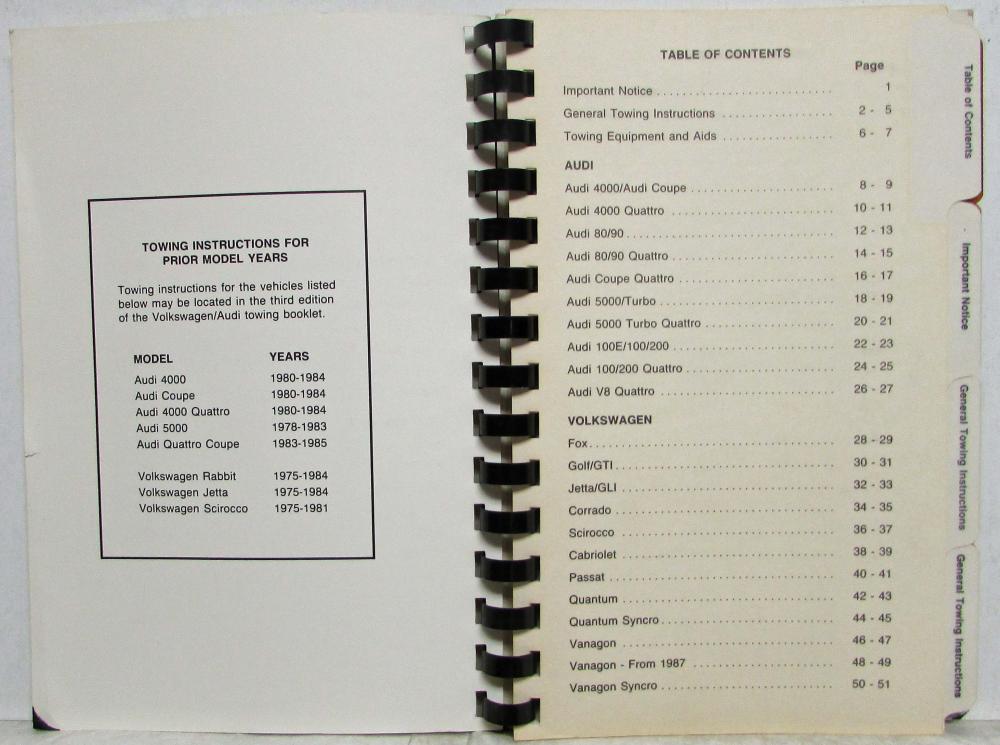 TOWING INSTRUCTIONS FOR
PRIOR MODEL YEARS
Towing instructions for the vehicles listed
below may be located in the third edition
of the Volkswagen/Audi towing booklet.
MODEL YEARS
Audi 4000 1980-1984
Audi Coupe 1980-1984
Audi 4000 Quattro 1980-1984
Audi 5000 1978-1983
Audi Quattro Coupe 1983-1985
Volkswagen Rabbit 1975-1984
Volkswagen Jetta 1975-1984
Volkswagen Scirocco 1975-1981
TABLE OF CONTENTS
Page
Important Notice 1
General Towing Instructions 2 - 5
Towing Equipment and Aids 6 - 7
AUDI
Audi 4000/Audi Coupe 8 - 9
Audi 4000 Quattro 10 - 11
Audi 80/90 12 - 13
Audi 80/90 Quattro 14 - 15
Audi Coupe Quattro 16 - 17
Audi 5000/Turbo 18 - 19
Audi 5000 Turbo Quattro 20 - 21
Audi 100E/100/200 22 - 23
Audi 100/200 Quattro 24 - 25
Audi V8 Quattro 26 - 27
VOLKSWAGEN
Fox 28 - 29
Golf/GTI 30 - 31
Jetta/GLI 32 - 33
Corrado 34 - 35
Scirocco 36 - 37
Cabriolet 38 - 39
Passat 40 - 41
Quantum 42 - 43
Quantum Syncro 44 - 45
Vanagon 46 - 47
Vanagon - From 1987 48 - 49
Vanagon Syncro 50 - 51
Table of Contents
Important Notice
General Towing Instructions
General Towing Instructions